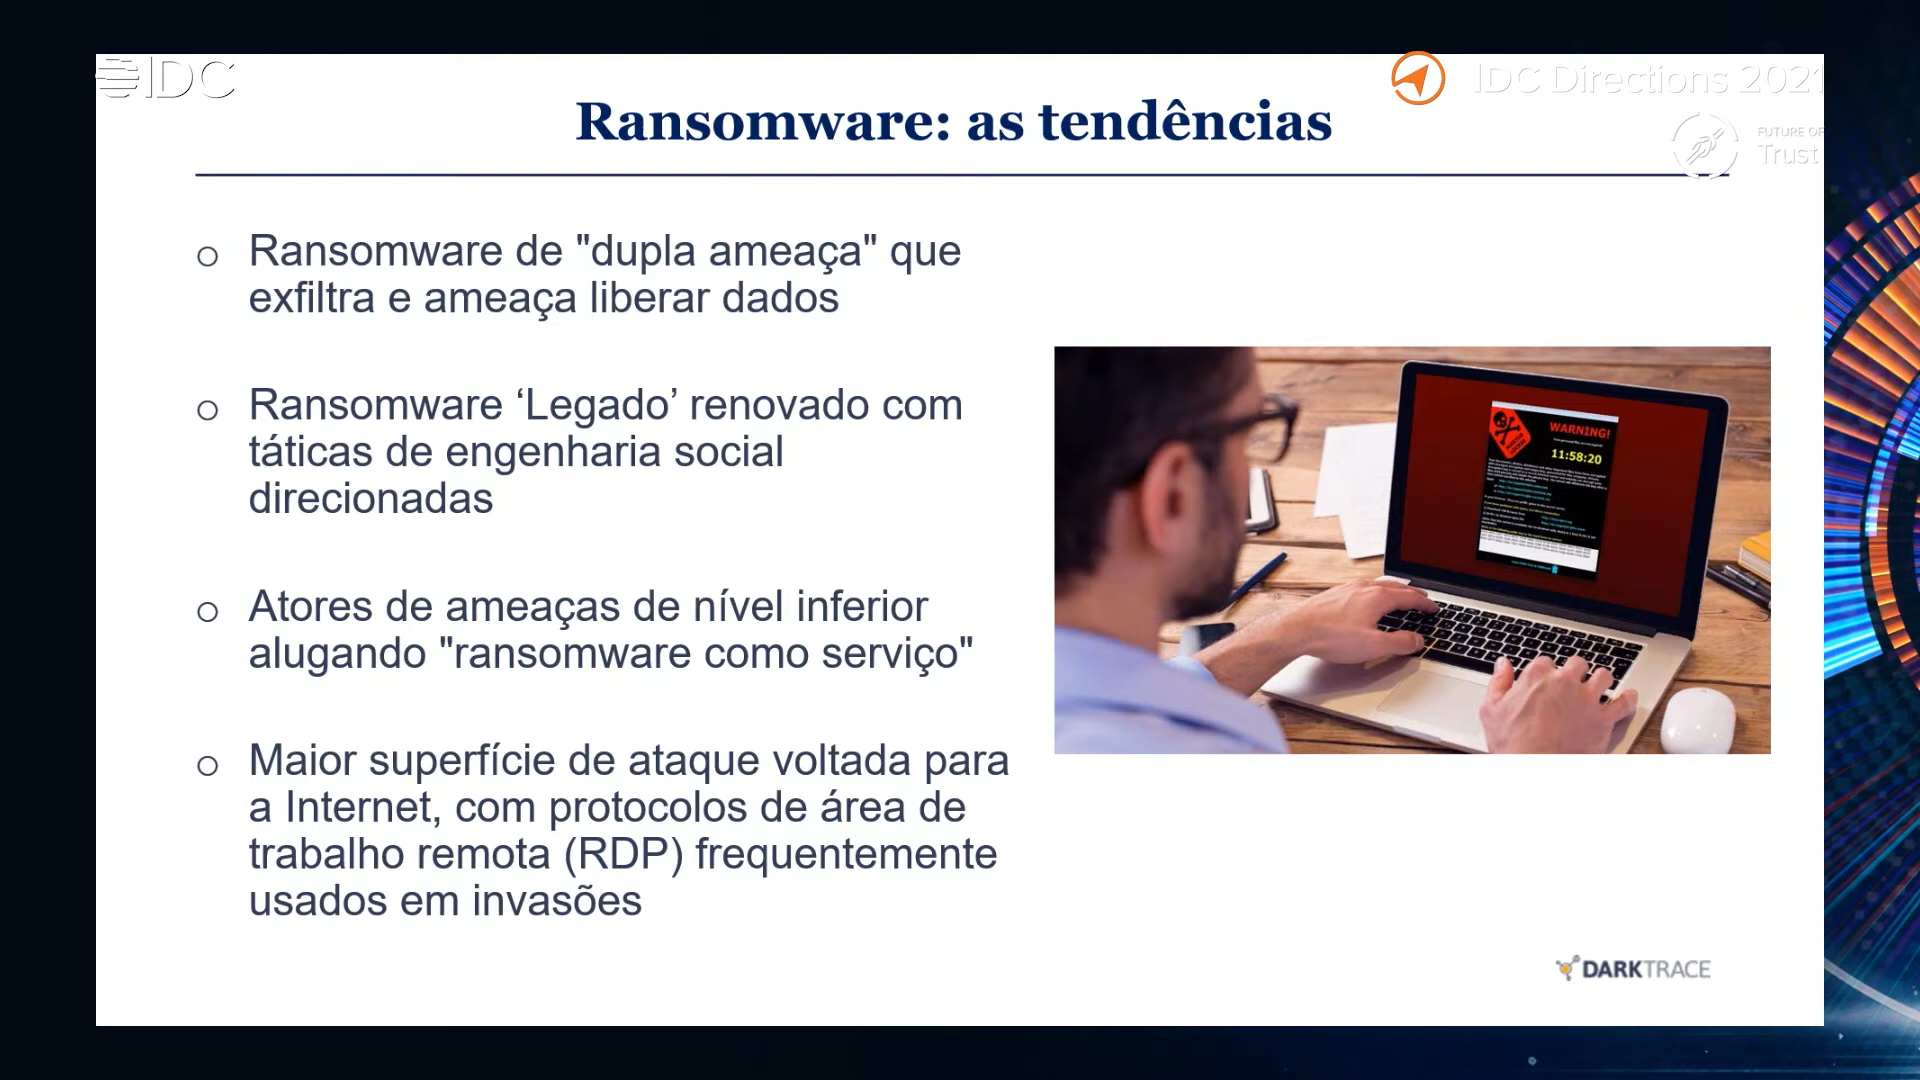 IDC
IDC Directions 2021
FUTURE OF
Trust
Ransomware: as tendências
○ Ransomware de "dupla ameaça" que
exfiltra e ameaça liberar dados
○ Ransomware ‘Legado’ renovado com
táticas de engenharia social
direcionadas
○ Atores de ameaças de nível inferior
alugando "ransomware como serviço"
○ Maior superfície de ataque voltada para
a Internet, com protocolos de área de
trabalho remota (RDP) frequentemente
usados em invasões
WARNING!
11:58:20
DARKTRACE